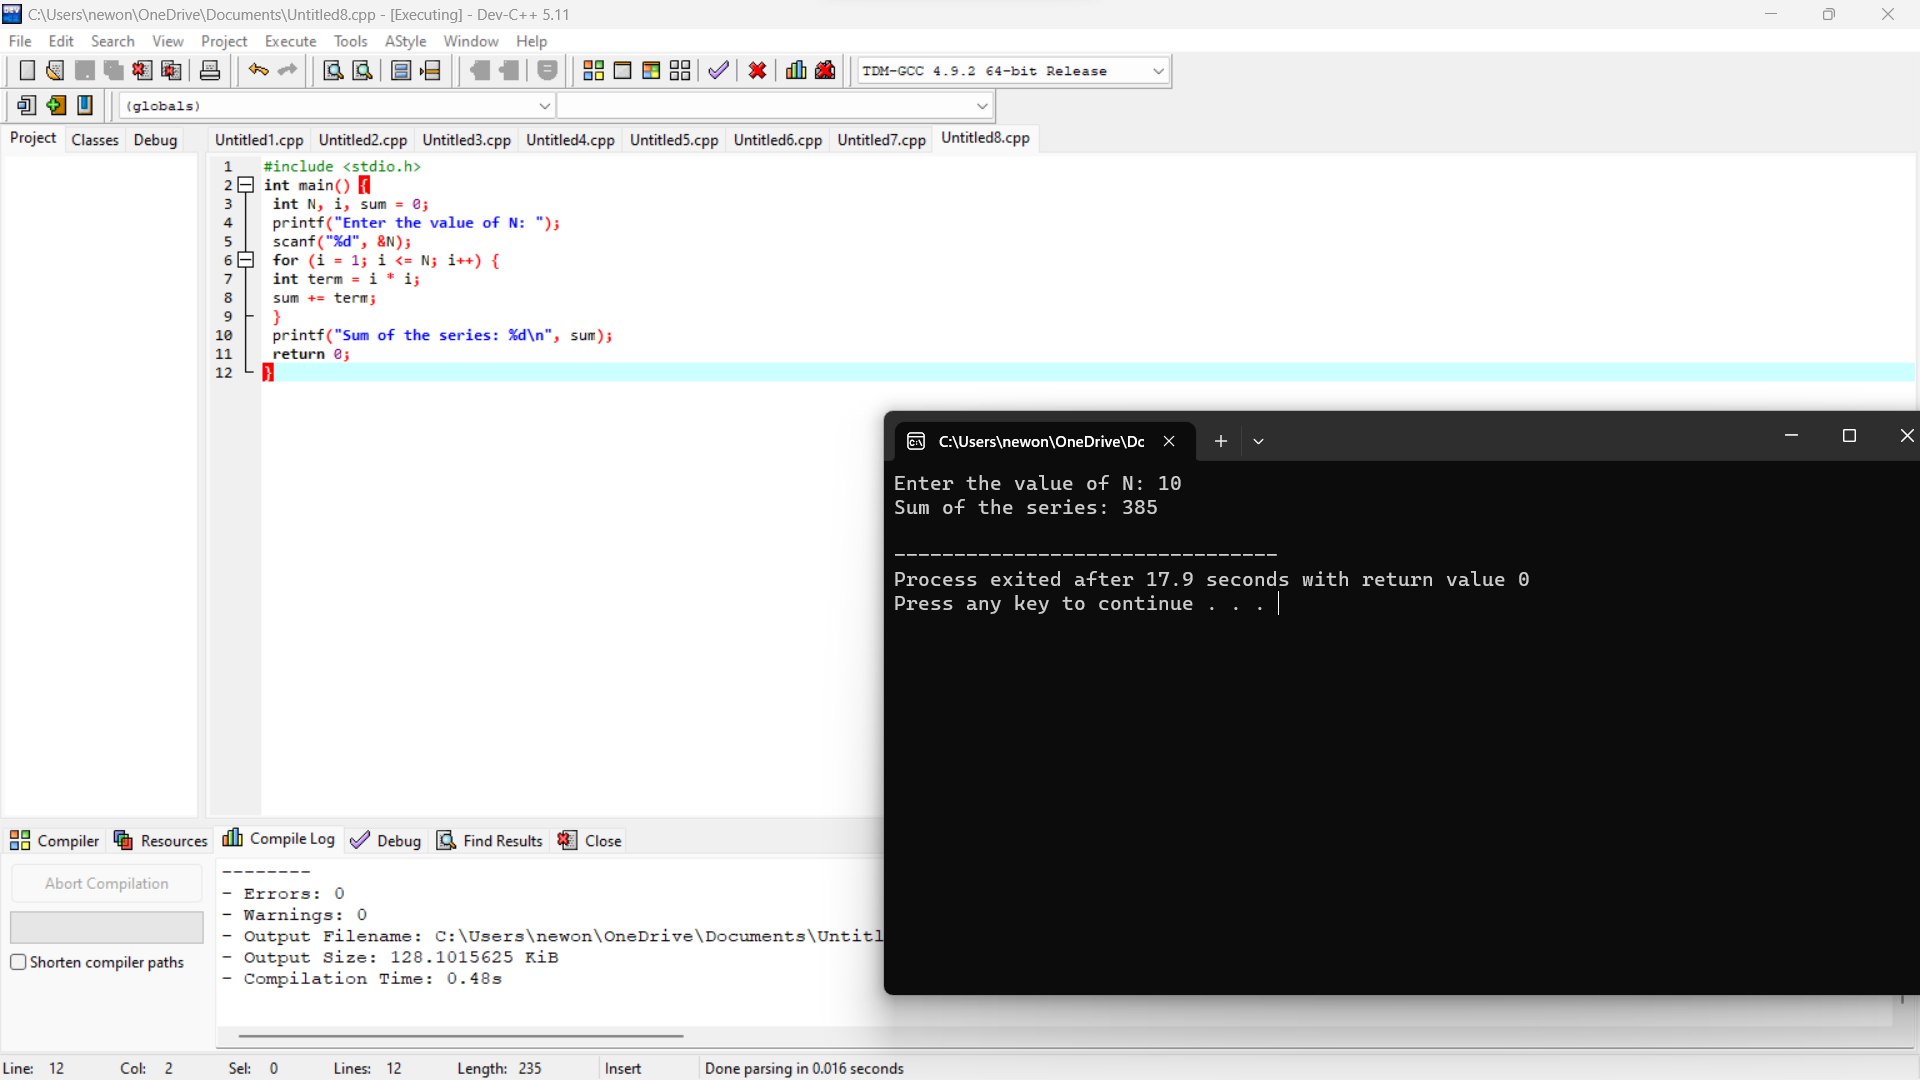 C:\Users\newon\OneDrive\Documents\Untitled8.cpp - [Executing] - Dev-C++ 5.11
File Edit Search View Project Execute Tools AStyle Window Help
TDM-GCC 4.9.2 64-bit Release
(globals)
Project Classes Debug
Untitled1.cpp Untitled2.cpp Untitled3.cpp Untitled4.cpp Untitled5.cpp Untitled6.cpp Untitled7.cpp Untitled8.cpp
1 #include <stdio.h>
2 int main() {
3 int N, i, sum = 0;
4 printf("Enter the value of N: ");
5 scanf("%d", &N);
6 for (i = 1; i <= N; i++) {
7 int term = i * i;
8 sum += term;
9 }
10 printf("Sum of the series: %d\n", sum);
11 return 0;
12 }
C:\Users\newon\OneDrive\Dc
Enter the value of N: 10
Sum of the series: 385
--------------------------------
Process exited after 17.9 seconds with return value 0
Press any key to continue . . .
Compiler Resources Compile Log Debug Find Results Close
Abort Compilation
Shorten compiler paths
--------
- Errors: 0
- Warnings: 0
- Output Filename: C:\Users\newon\OneDrive\Documents\Untitl
- Output Size: 128.1015625 KiB
- Compilation Time: 0.48s
Line: 12 Col: 2 Sel: 0 Lines: 12 Length: 235 Insert Done parsing in 0.016 seconds